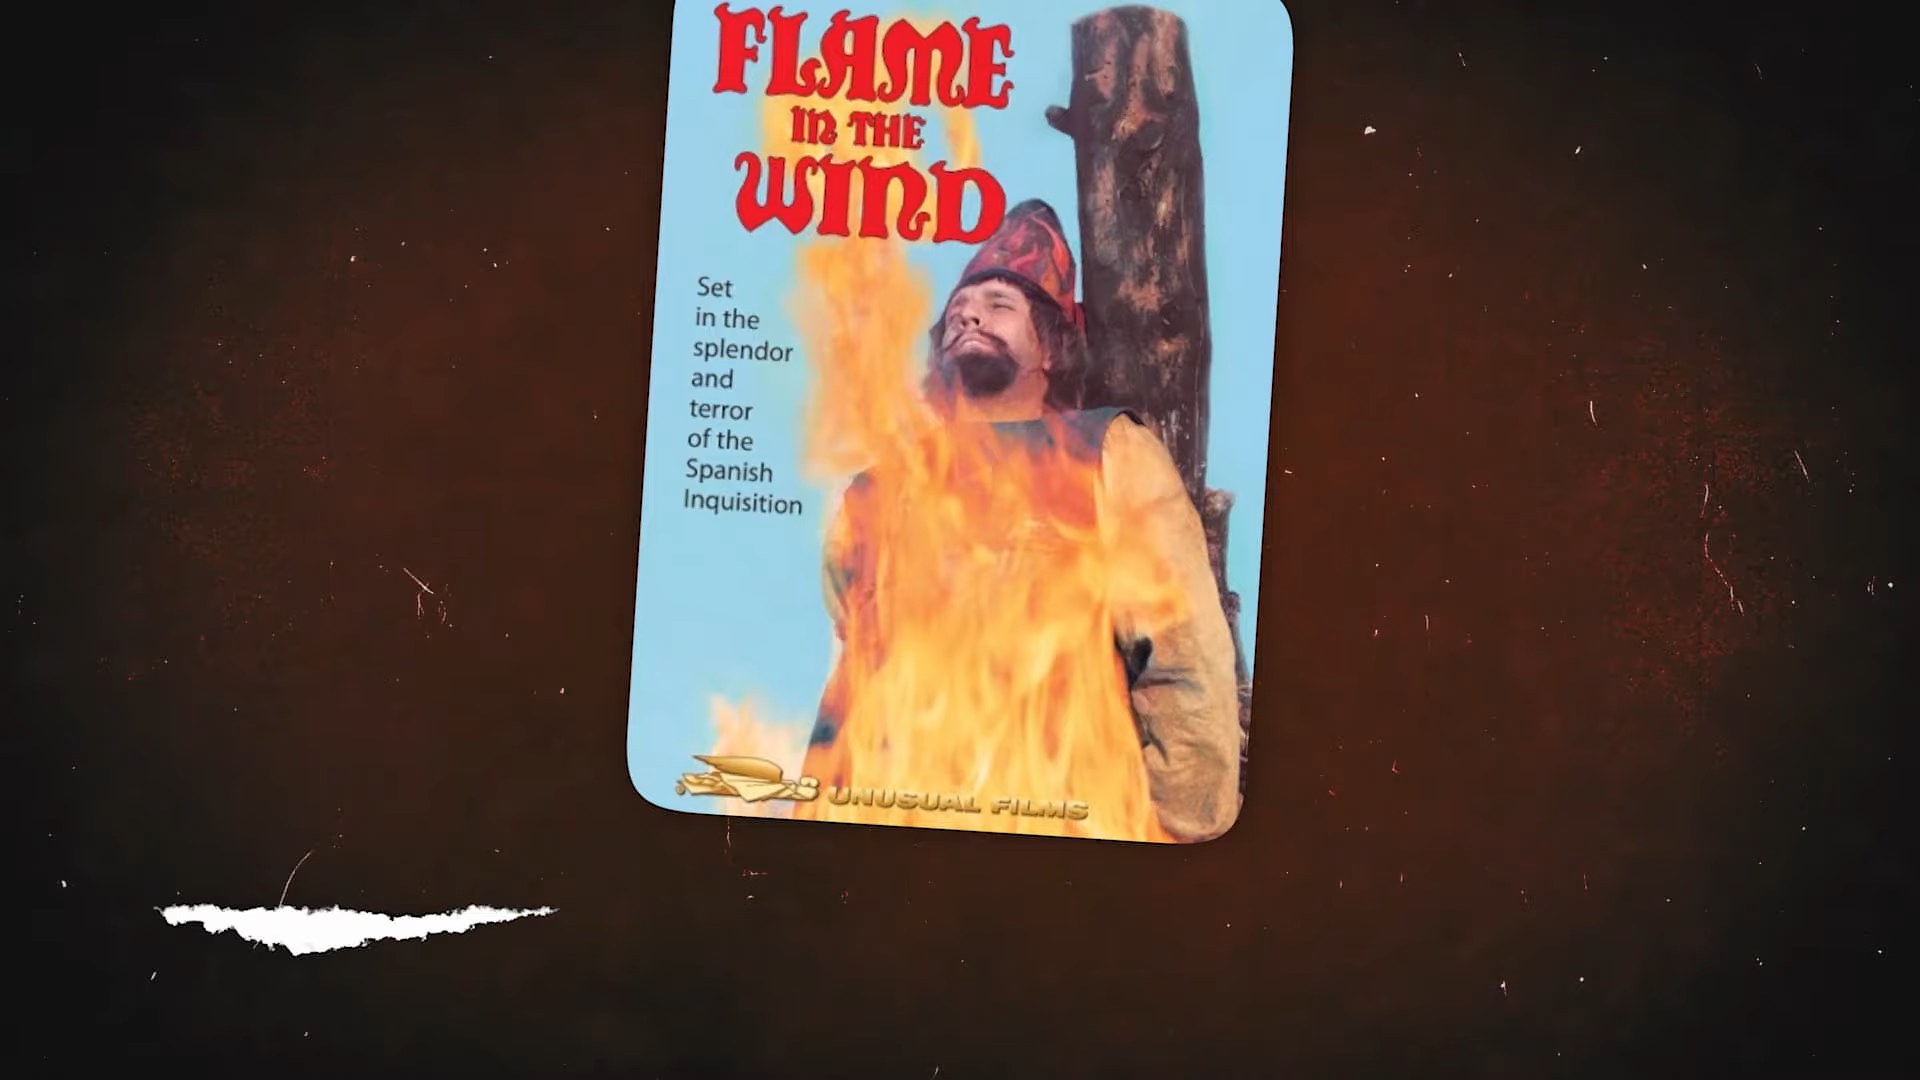 FLAME
IN THE
WIND
Set
in the
splendor
and
terror
of the
Spanish
Inquisition
UNUSUAL FILMS